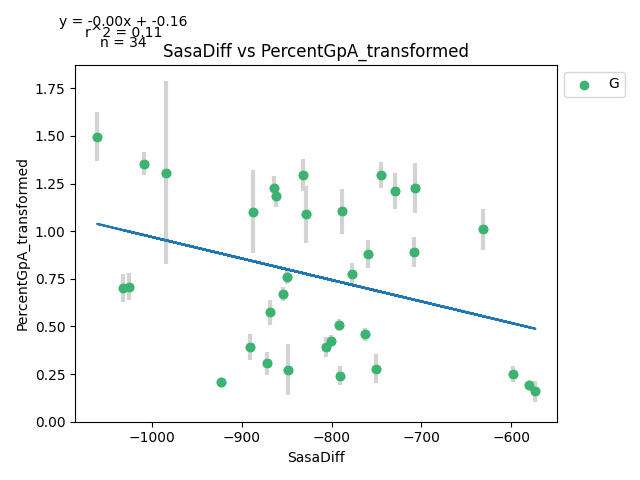 y = -0.00x + -0.16
r^2 = 0.11
n = 34
SasaDiff vs PercentGpA_transformed
G
PercentGpA_transformed
1.75
1.50
1.25
1.00
0.75
0.50
0.25
0.00
−1000 −900 −800 −700 −600
SasaDiff